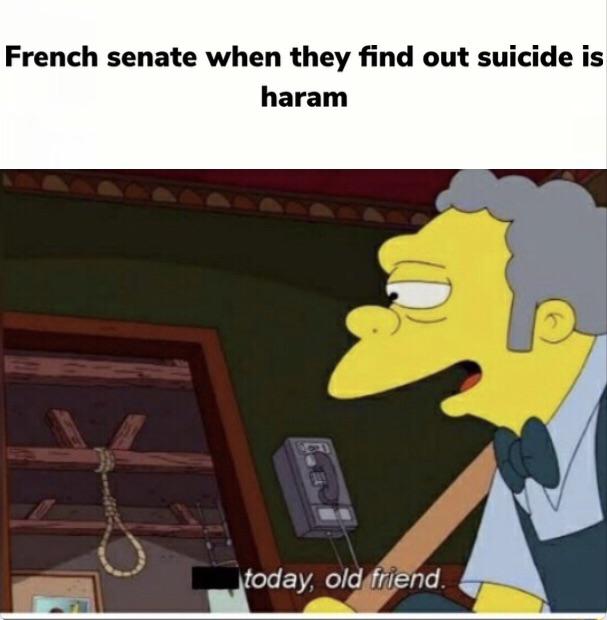 French senate when they find out suicide is
haram
today, old friend.